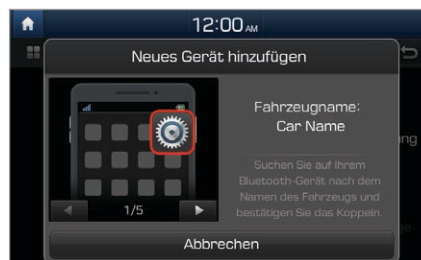 12:00 AM
Neues Gerät hinzufügen
Fahrzeugname:
Car Name
Suchen Sie auf Ihrem
Bluetooth-Gerät nach dem
Namen des Fahrzeugs und
bestätigen Sie das Koppeln.
1/5
Abbrechen